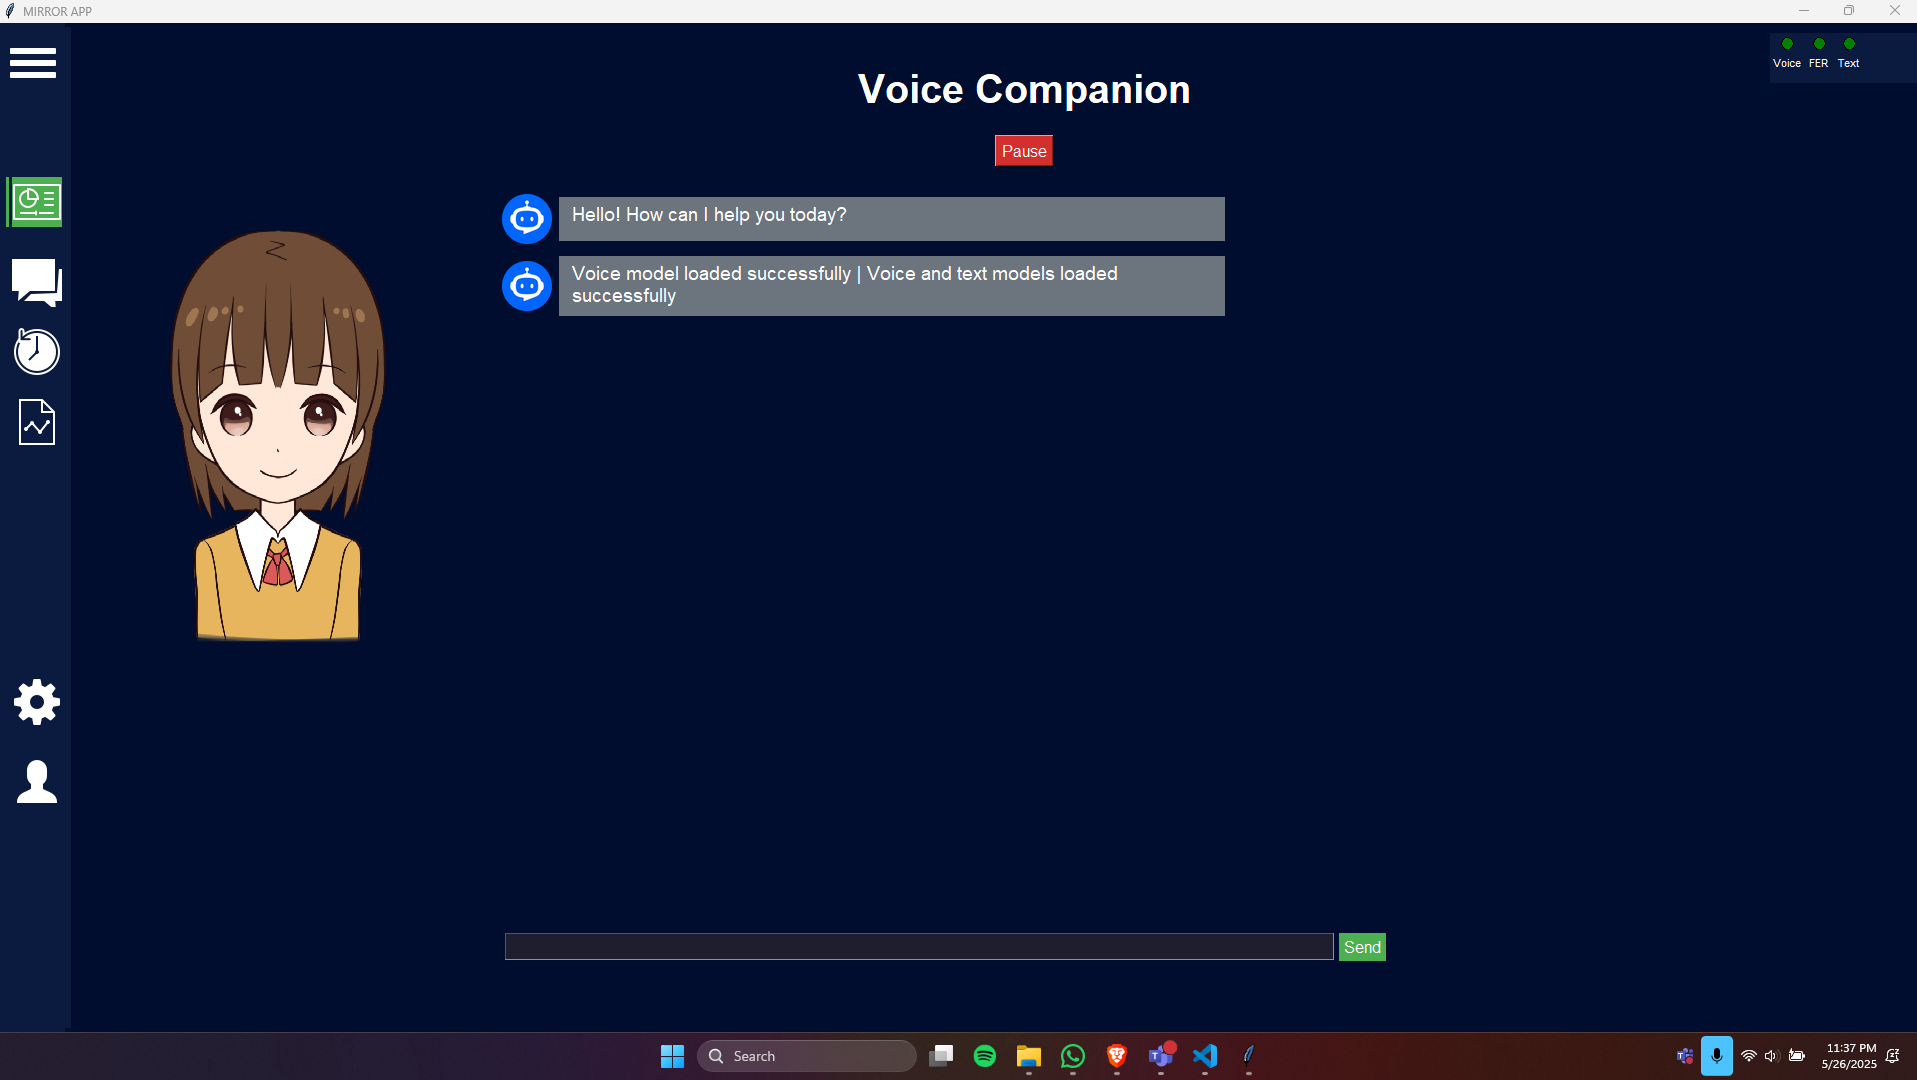 MIRROR APP
Voice FER Text
Voice Companion
Pause
Hello! How can I help you today?
Voice model loaded successfully | Voice and text models loaded
successfully
Send
Search
11:37 PM
5/26/2025